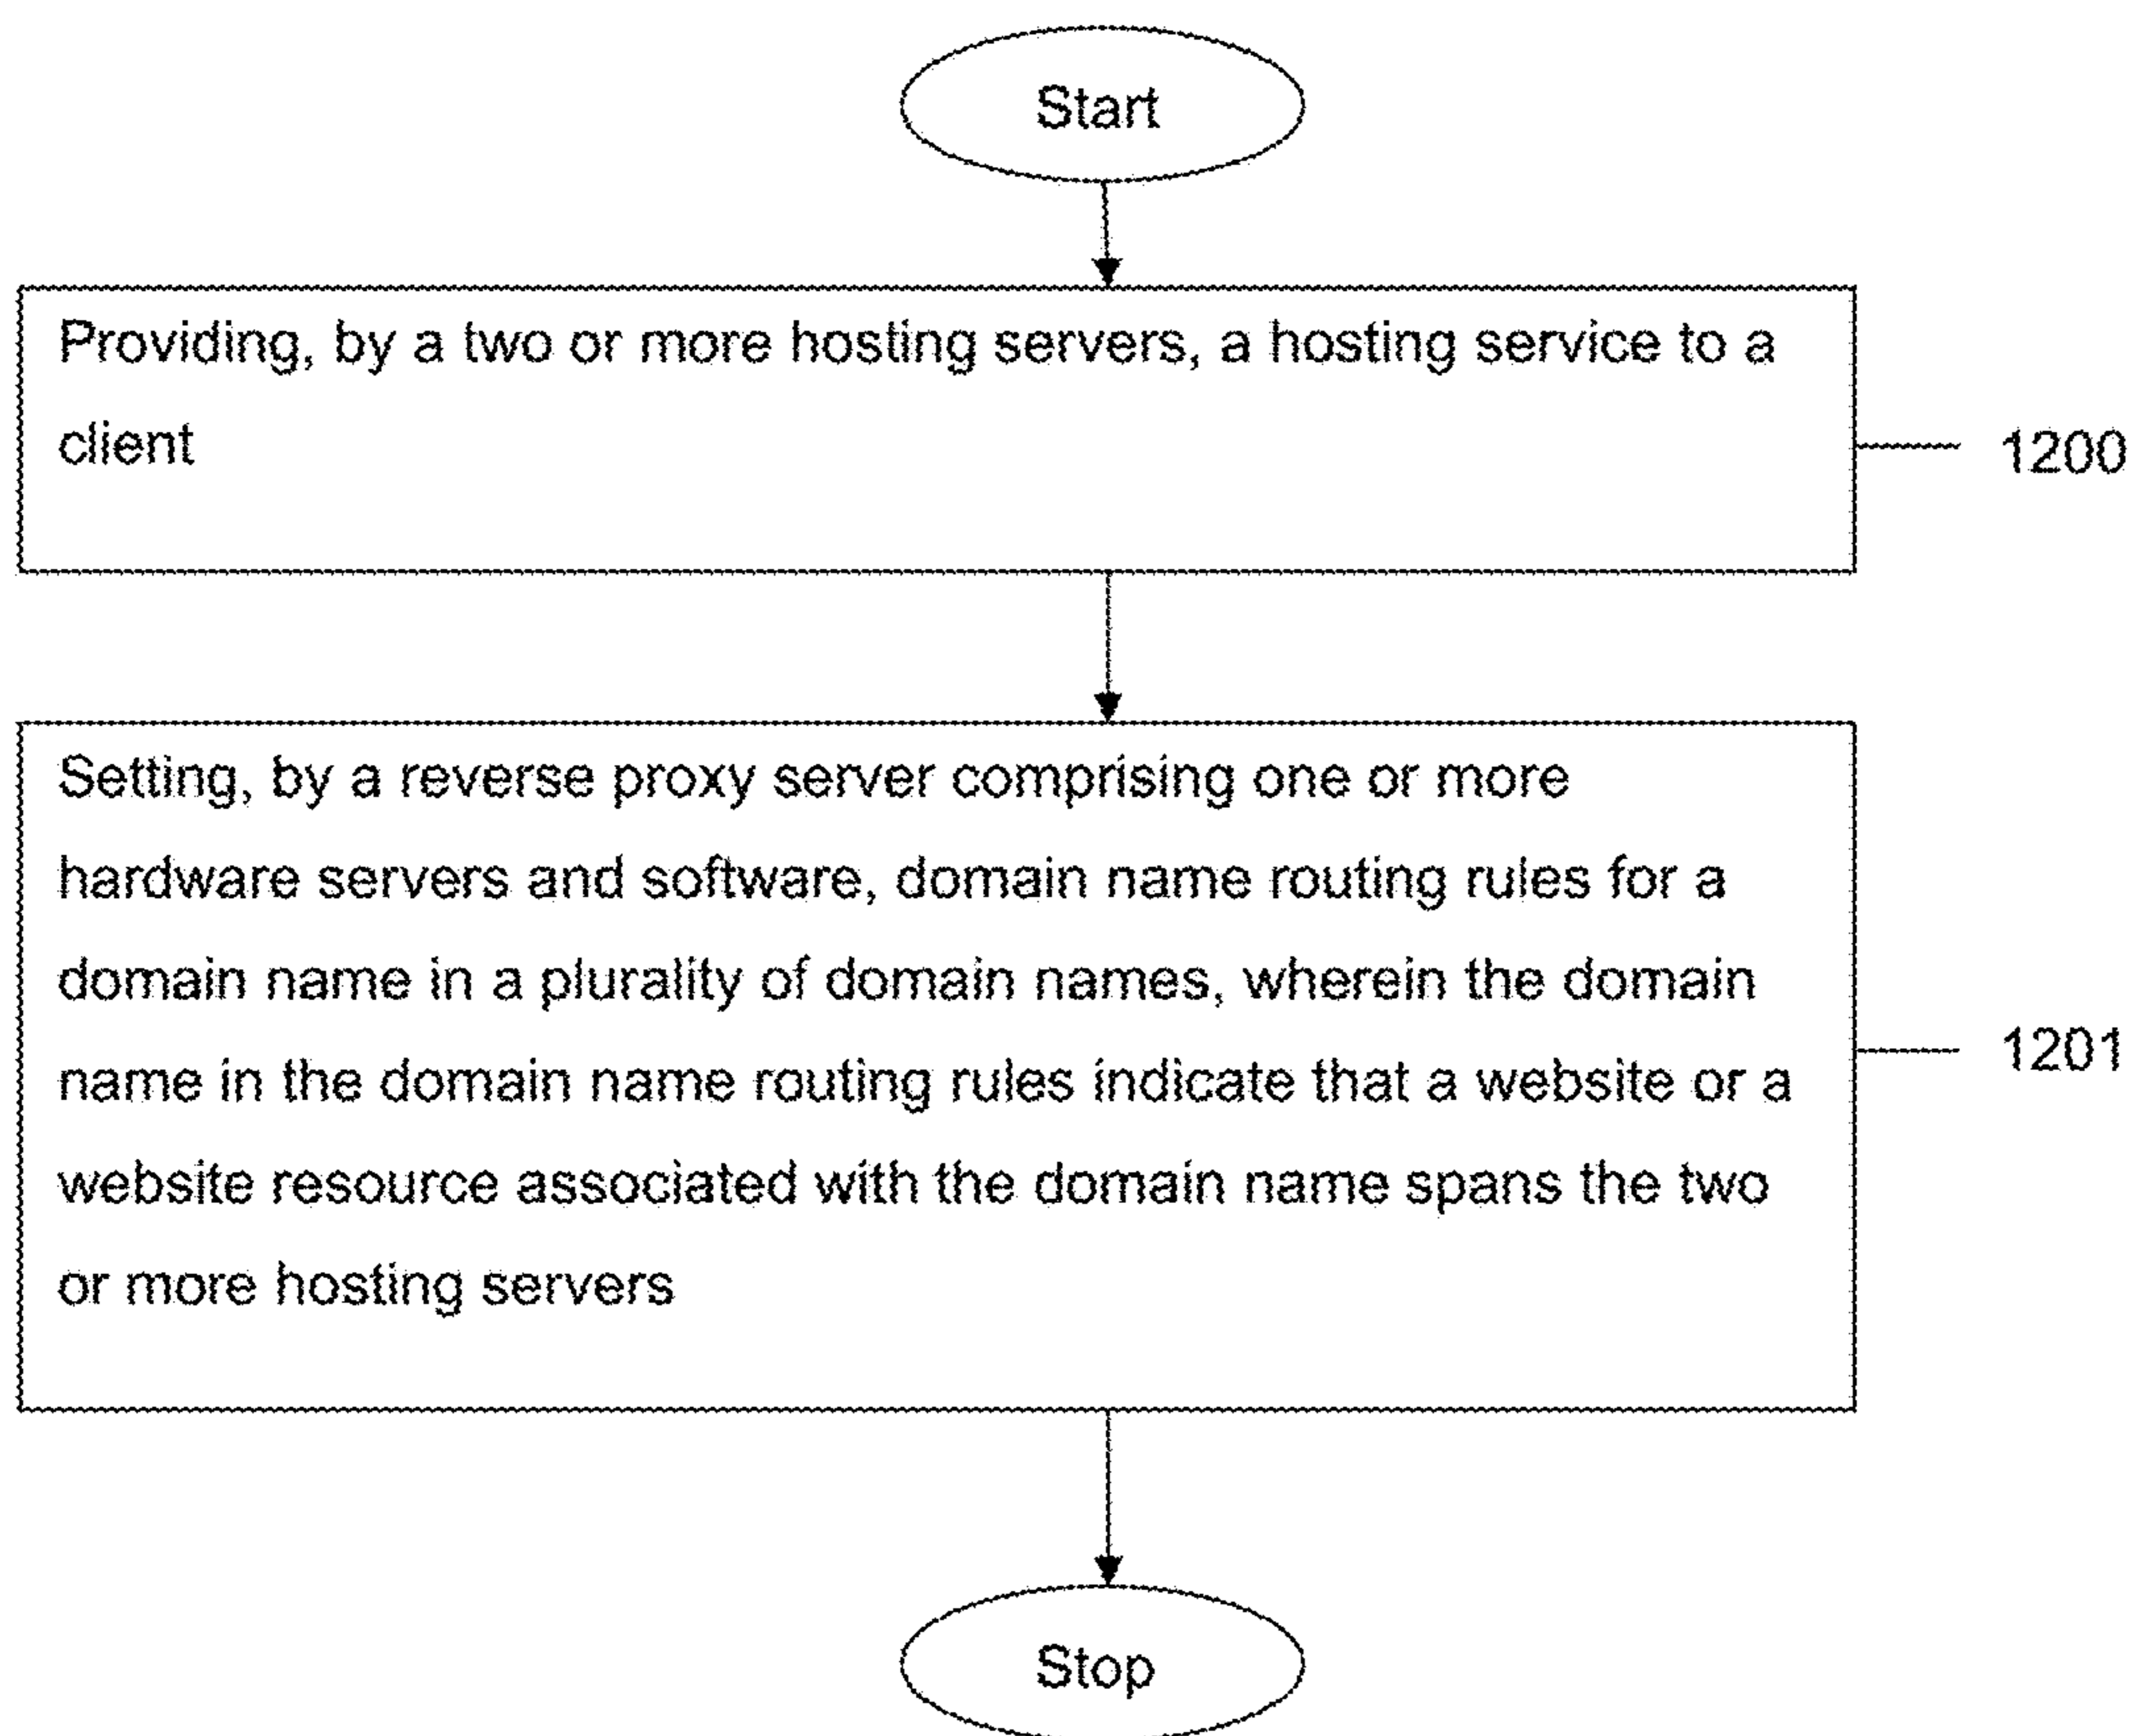 Start
Providing, by a two or more hosting servers, a hosting service to a
client
1200
Setting, by a reverse proxy server comprising one or more
hardware servers and software, domain name routing rules for a
domain name in a plurality of domain names, wherein the domain
name in the domain name routing rules indicate that a website or a
website resource associated with the domain name spans the two
or more hosting servers
1201
Stop